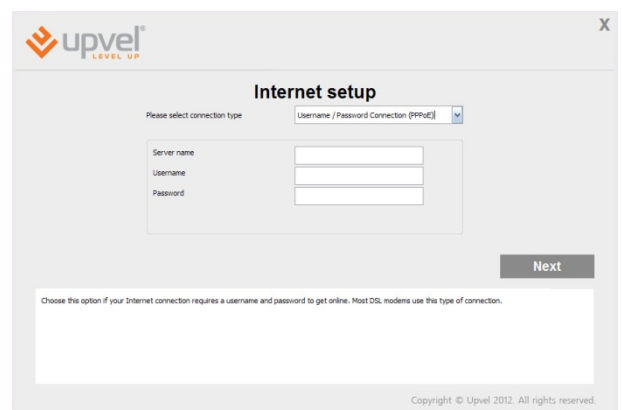 X
upvel®
LEVEL UP
Internet setup
Please select connection type
Username / Password Connection (PPPoE)
Server name
Username
Password
Next
Choose this option if your Internet connection requires a username and password to get online. Most DSL modems use this type of connection.
Copyright © Upvel 2012. All rights reserved.